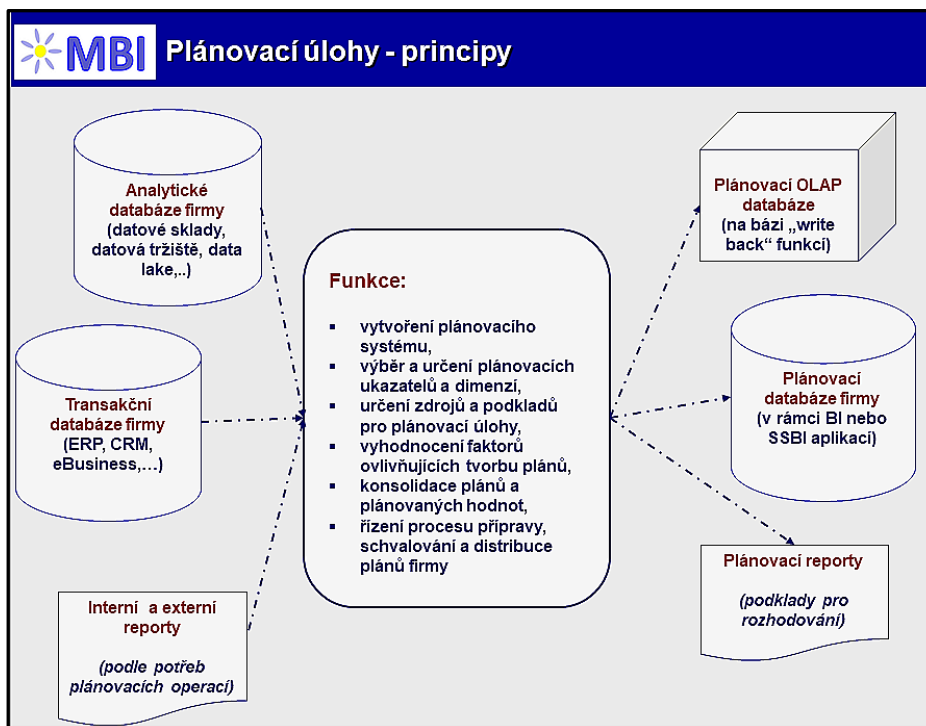 MBI
Plánovací úlohy - principy
Analytické
databáze firmy
(datové sklady,
datová tržiště, data
lake,..)
Transakční
databáze firmy
(ERP, CRM,
eBusiness,...)
Interní a externí
reporty
(podle potřeb
plánovacích operací)
Funkce:
▪ vytvoření plánovacího
systému,
▪ výběr a určení plánovacích
ukazatelů a dimenzí,
▪ určení zdrojů a podkladů
pro plánovací úlohy,
▪ vyhodnocení faktorů
ovlivňujících tvorbu plánů,
▪ konsolidace plánů a
plánovaných hodnot,
▪ řízení procesu přípravy,
schvalování a distribuce
plánů firmy
Plánovací OLAP
databáze
(na bázi „write
back“ funkcí)
Plánovací
databáze firmy
(v rámci BI nebo
SSBI aplikací)
Plánovací reporty
(podklady pro
rozhodování)